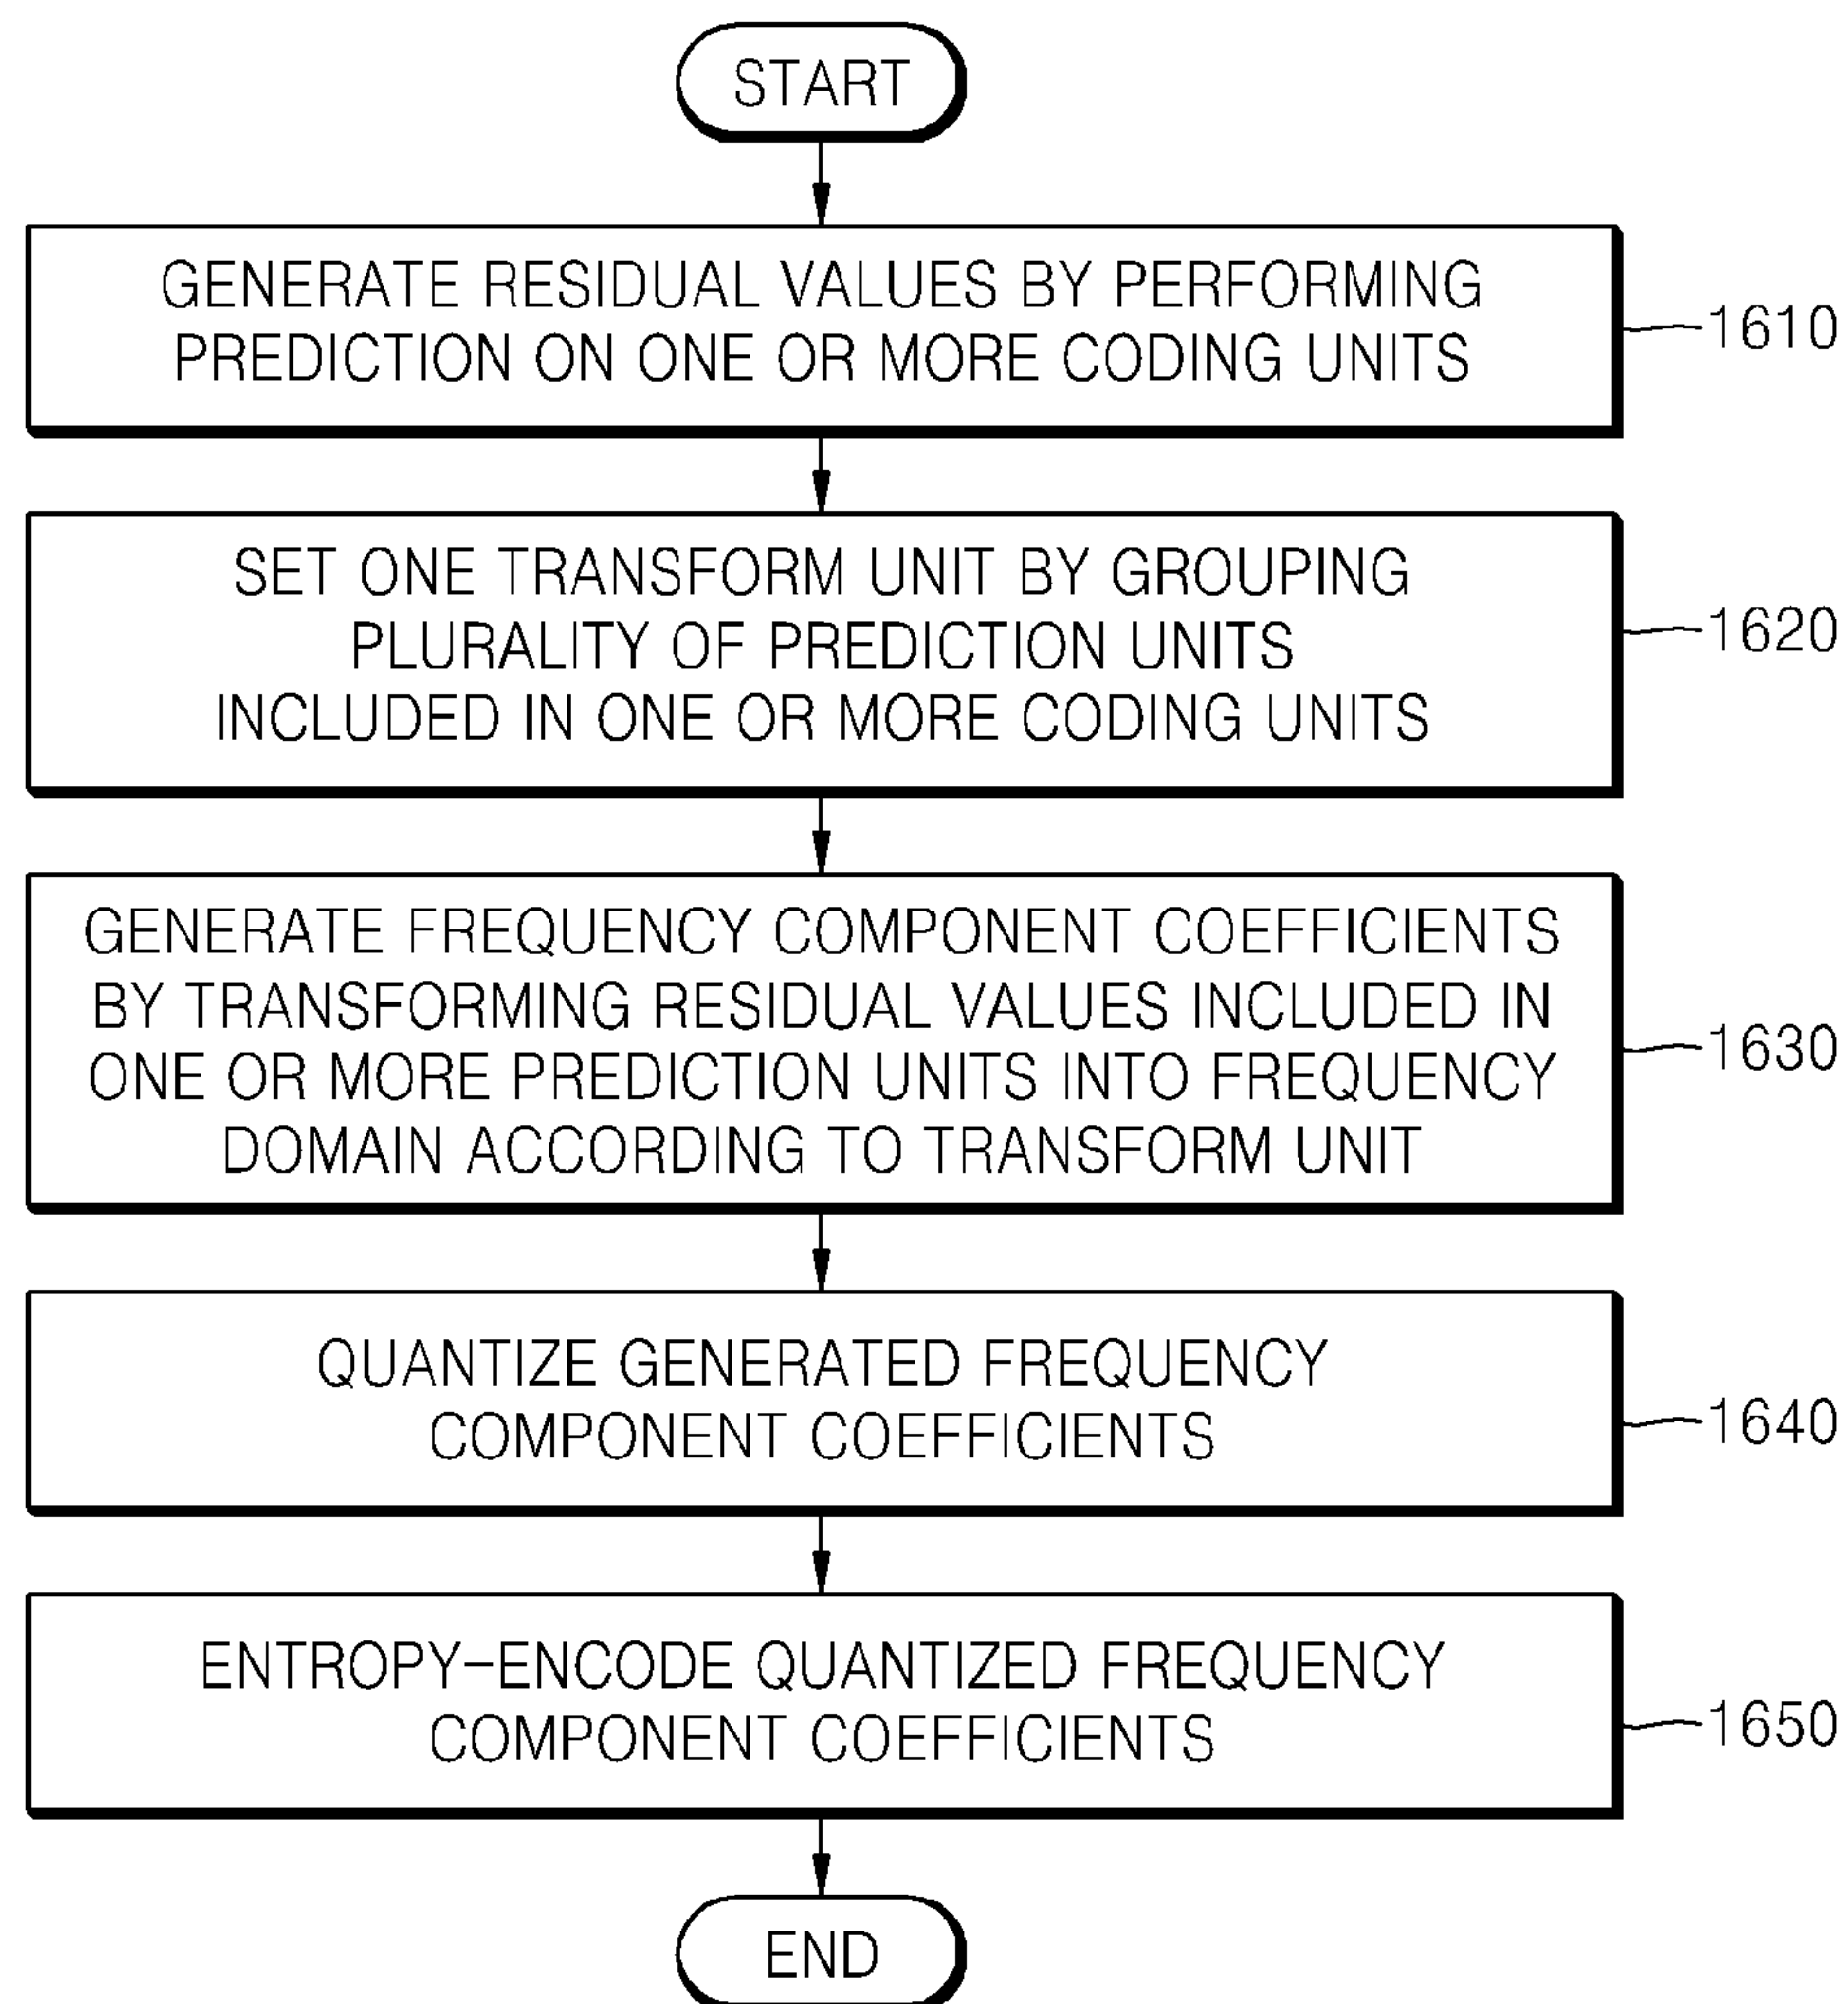 START
GENERATE RESIDUAL VALUES BY PERFORMING
PREDICTION ON ONE OR MORE CODING UNITS
1610
SET ONE TRANSFORM UNIT BY GROUPING
PLURALITY OF PREDICTION UNITS
INCLUDED IN ONE OR MORE CODING UNITS
1620
GENERATE FREQUENCY COMPONENT COEFFICIENTS
BY TRANSFORMING RESIDUAL VALUES INCLUDED IN
ONE OR MORE PREDICTION UNITS INTO FREQUENCY
DOMAIN ACCORDING TO TRANSFORM UNIT
1630
QUANTIZE GENERATED FREQUENCY
COMPONENT COEFFICIENTS
1640
ENTROPY-ENCODE QUANTIZED FREQUENCY
COMPONENT COEFFICIENTS
1650
END